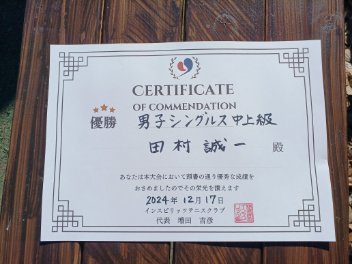 CERTIFICATE
OF COMMENDATION
優勝 男子シングルス中上級
田村 誠一 殿
あなたは本大会において頭書の通り優秀な成績を
おさめましたのでその栄光を讃えます
2024年12月17日
インスピリッツテニスクラブ
代表 増田 吉彦